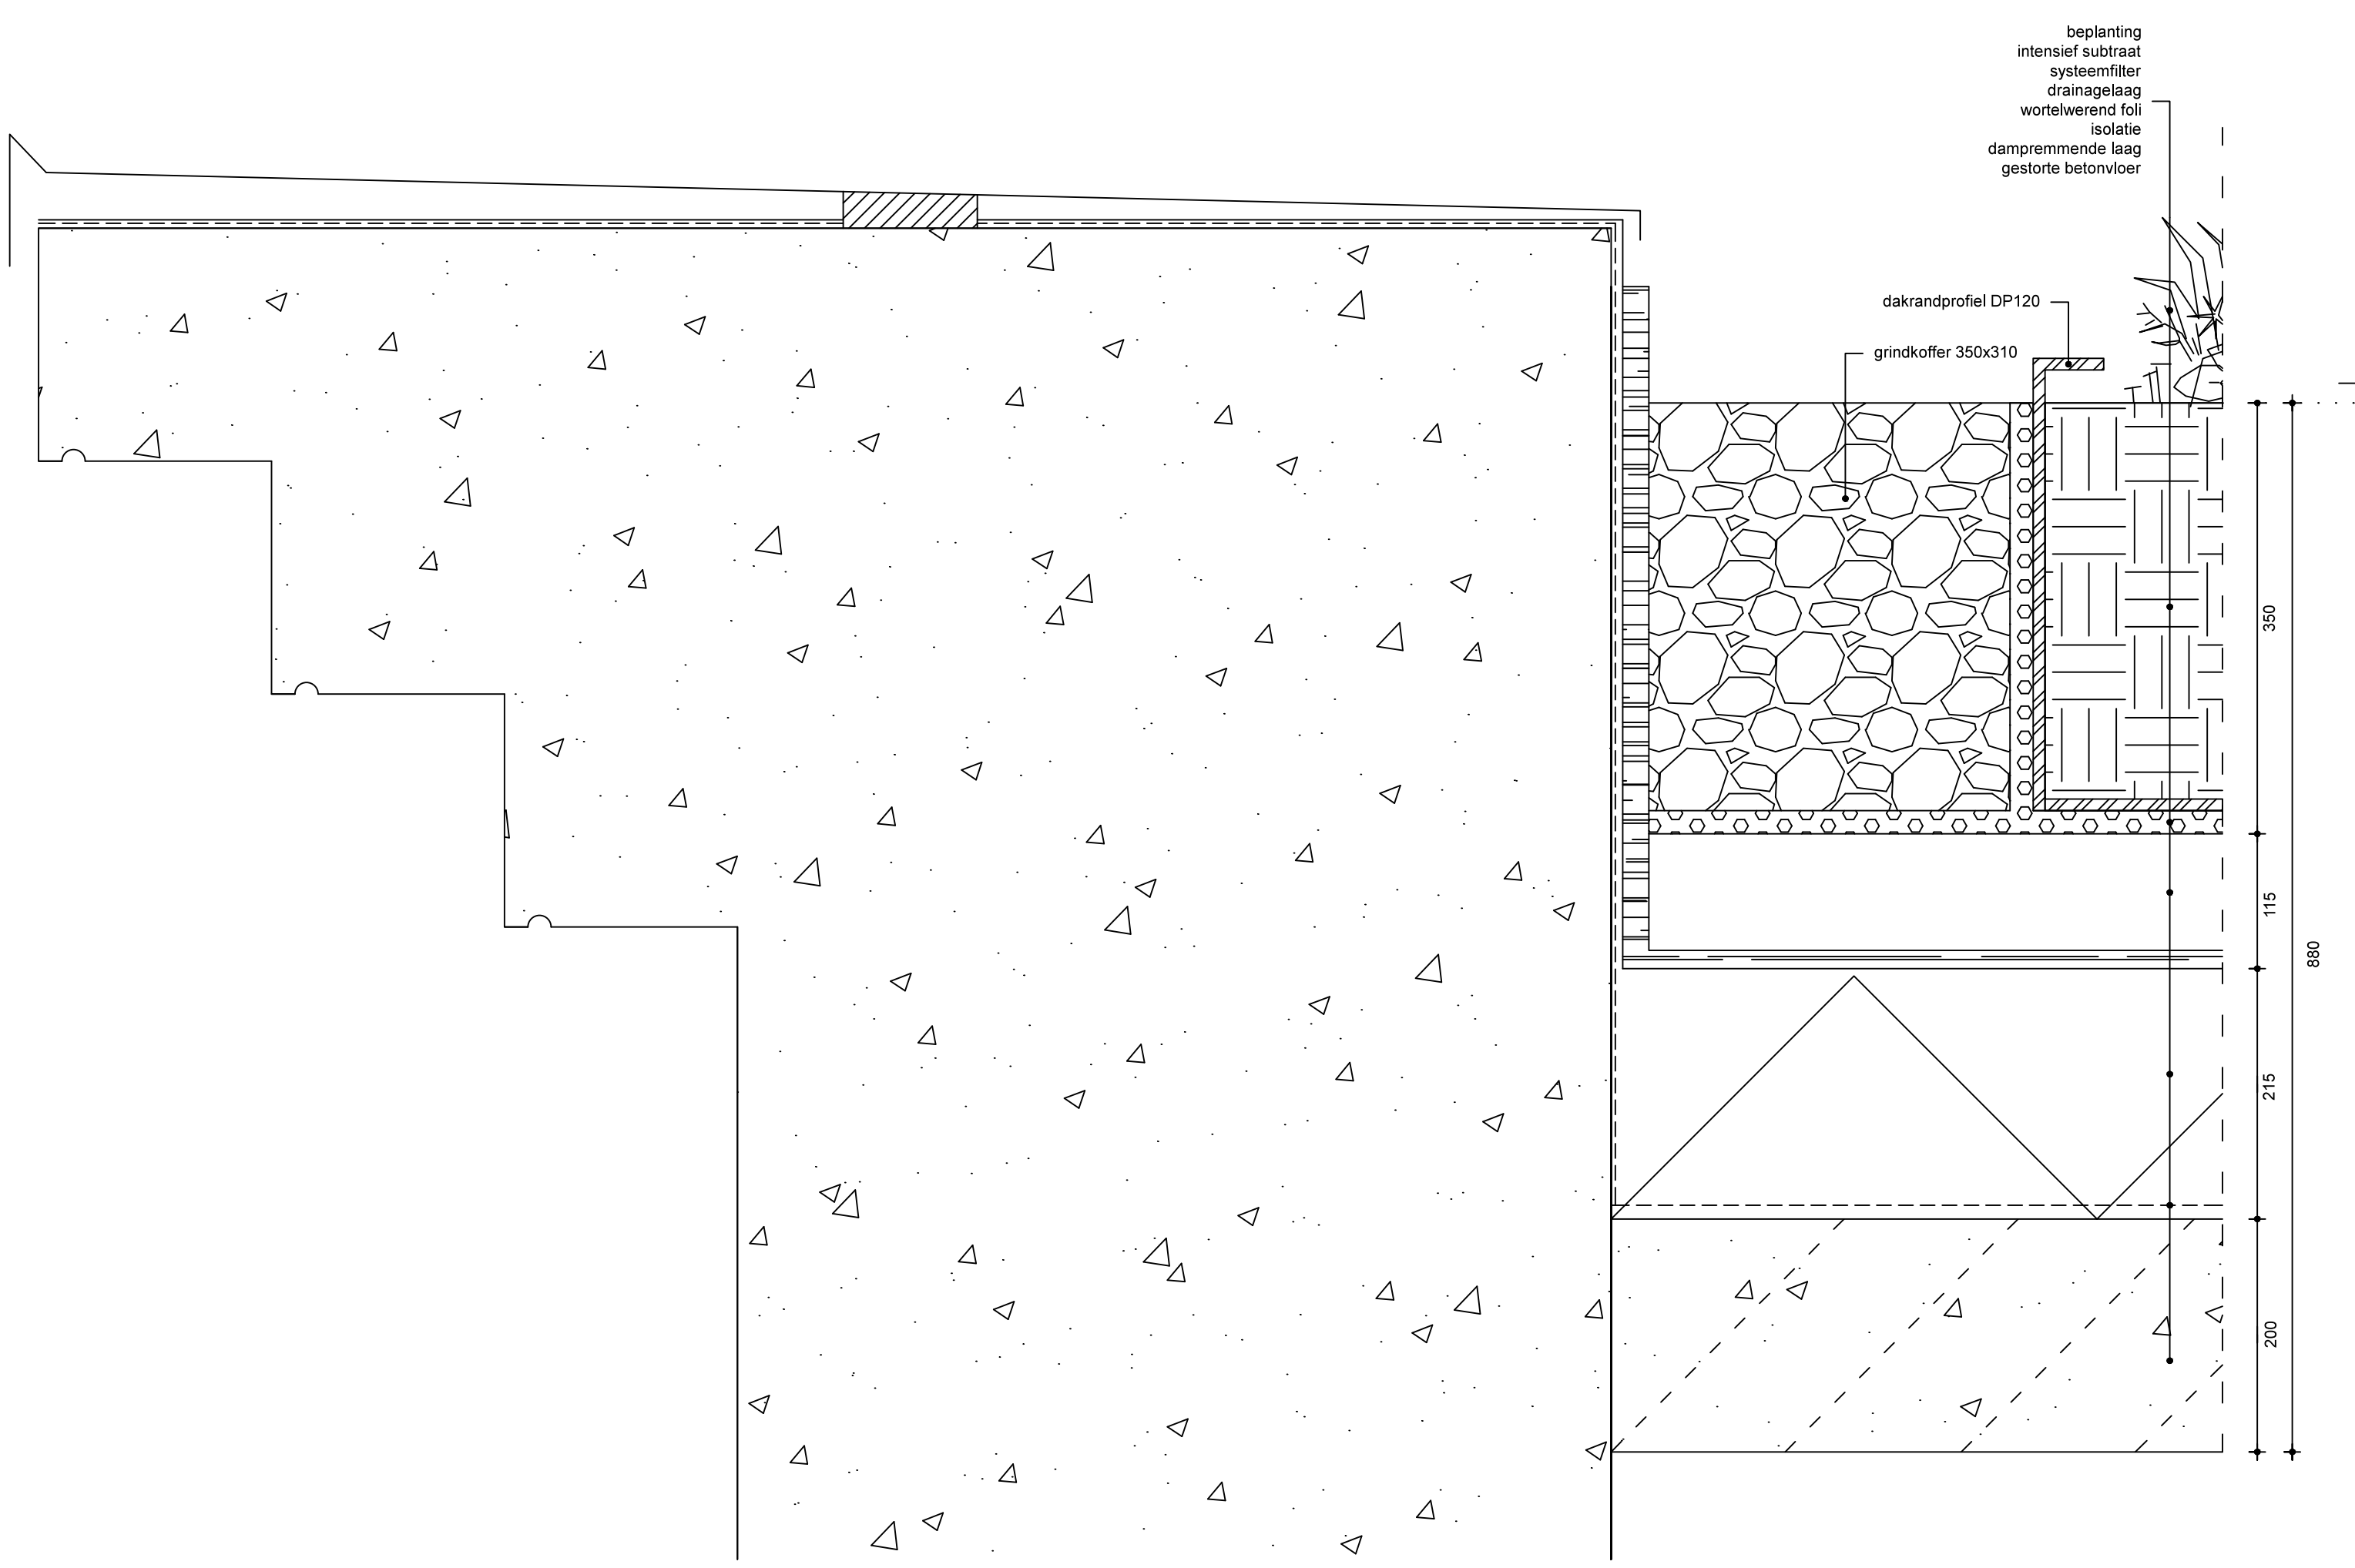 beplanting
intensief subtraat
systeemfilter
drainagelaag
wortelwerend foli
isolatie
dampremmende laag
gestorte betonvloer
dakrandprofiel DP120
grindkoffer 350x310
350
115
880
215
200